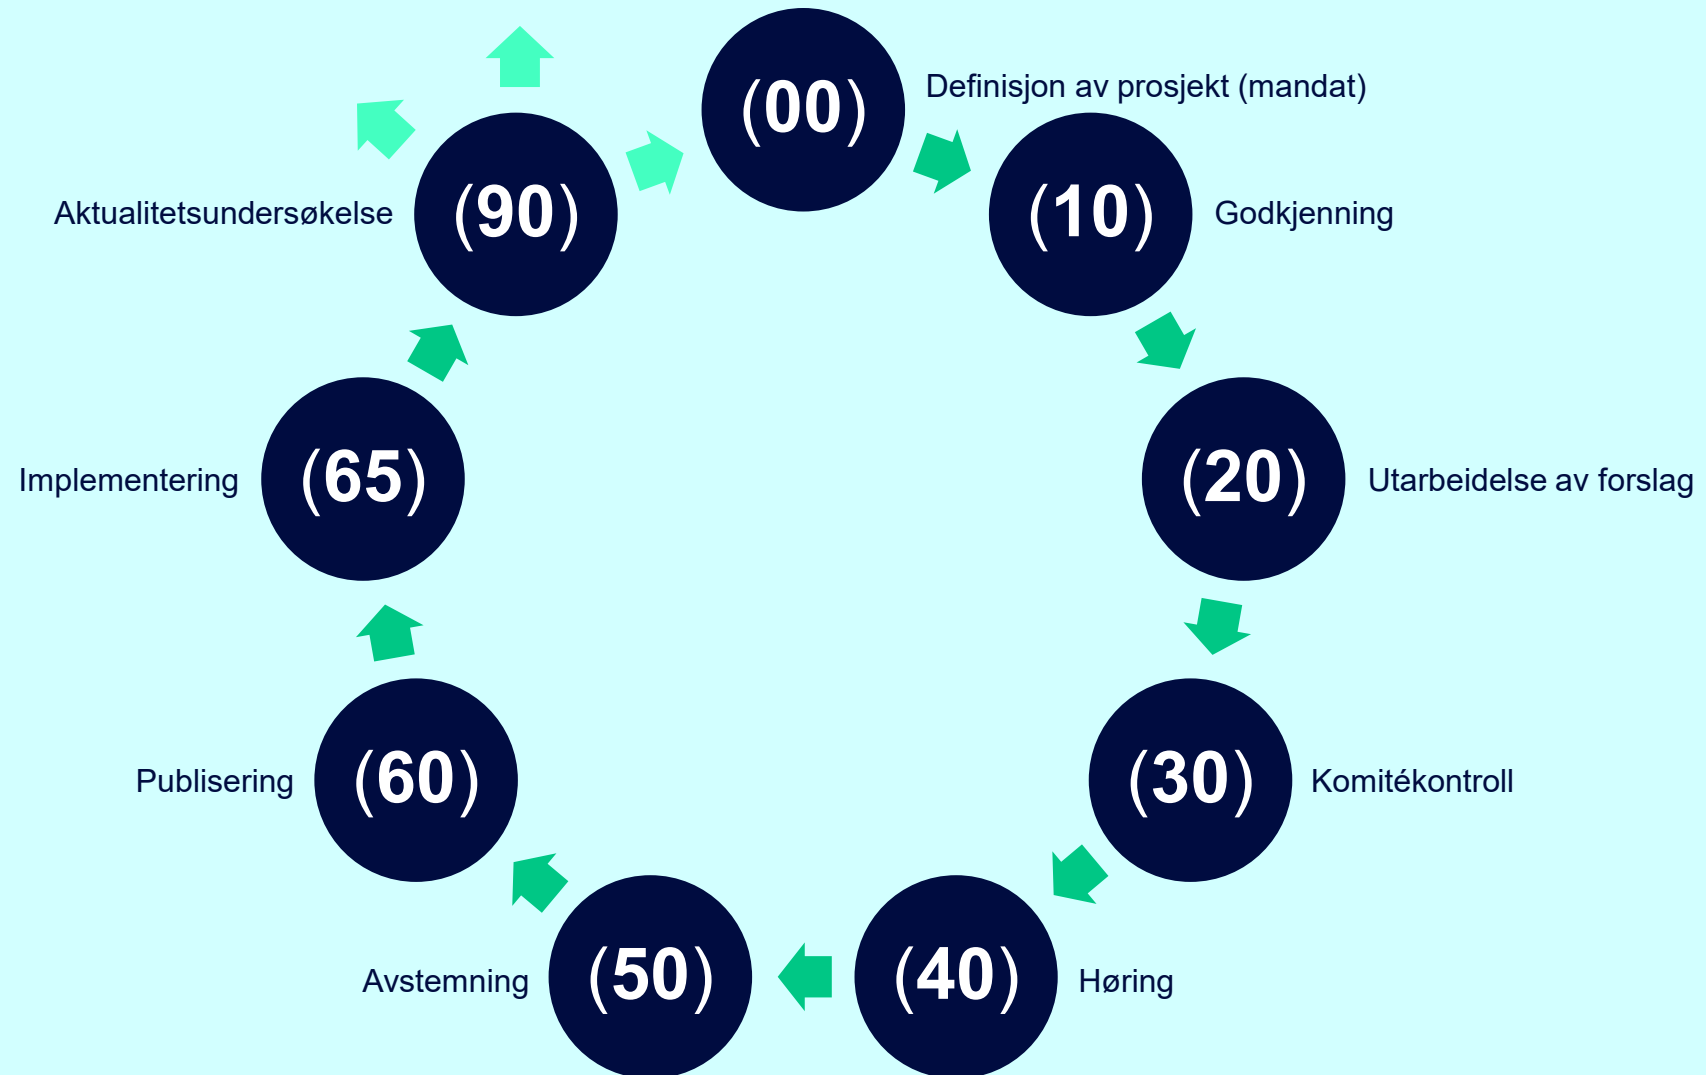 (00)
Definisjon av prosjekt (mandat)
(10)
Godkjenning
(20)
Utarbeidelse av forslag
(30)
Komitékontroll
(40)
Høring
(50)
Avstemning
(60)
Publisering
(65)
Implementering
(90)
Aktualitetsundersøkelse